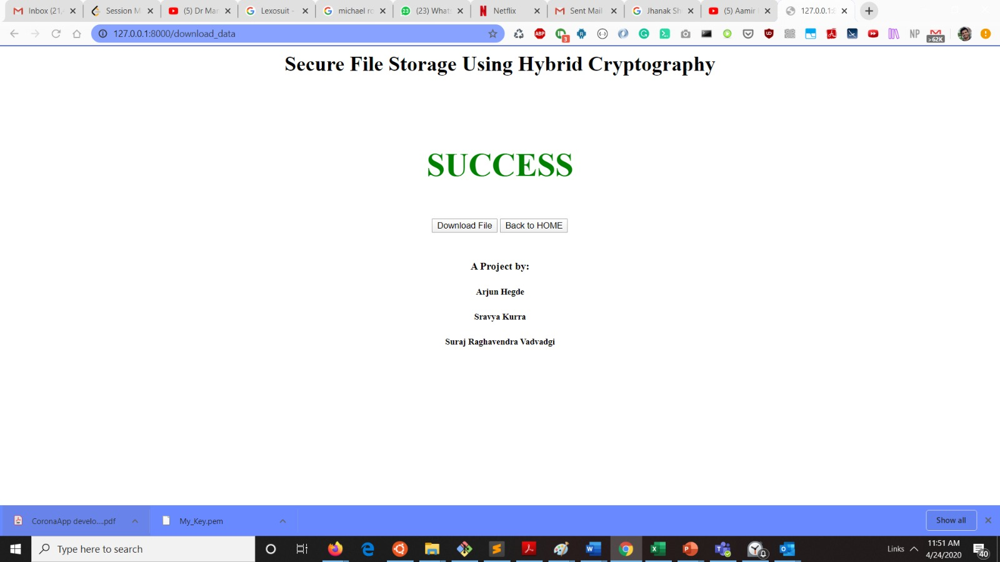 Inbox (21,
Session M
(5) Dr Mar
Lexosuit -
michael ro
(23) What
Netflix
Sent Mail
Jhanak Sh
(5) Aamir
127.0.0.1:8
127.0.0.1:8000/download_data
ABP
3
NP
>62K
Secure File Storage Using Hybrid Cryptography
SUCCESS
Download File Back to HOME
A Project by:
Arjun Hegde
Sravya Kurra
Suraj Raghavendra Vadvadgi
CoronaApp develo....pdf
My_Key.pem
Show all
Type here to search
Links
11:51 AM
4/24/2020
40